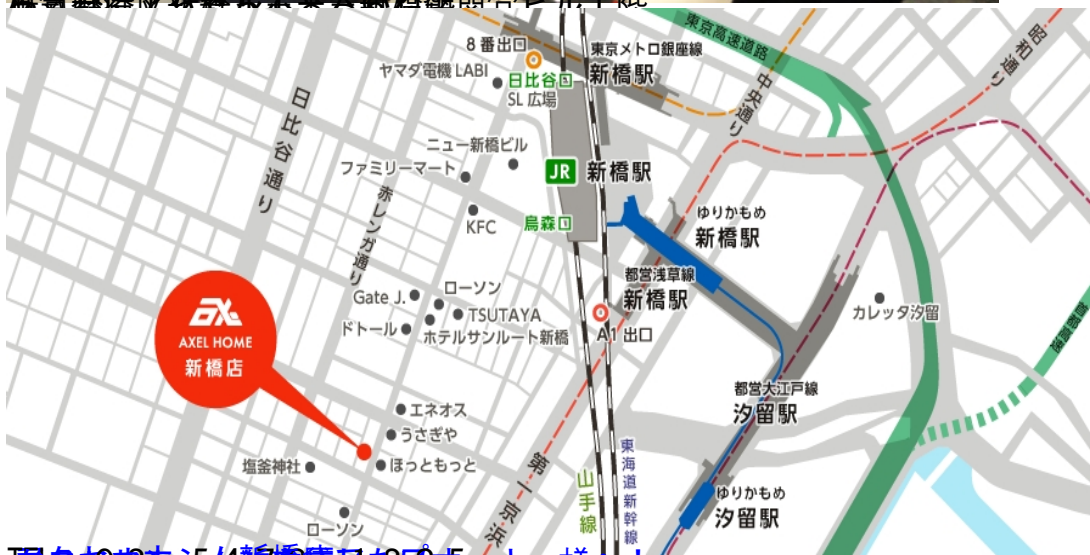 8番出口
東京メトロ銀座線
新橋駅
ヤマダ電機 LABI
日比谷口
SL 広場
東京高速道路
中央通り
昭和通り
日比谷通り
ニュー新橋ビル
ファミリーマート
JR 新橋駅
赤レンガ通り
KFC
烏森口
ゆりかもめ
新橋駅
都営浅草線
新橋駅
Gate J.
ローソン
TSUTAYA
ドトール
ホテルサンルート新橋
A1 出口
カレッタ汐留
首都高速
AXEL HOME
新橋店
都営大江戸線
汐留駅
エネオス
うさぎや
塩釜神社
ほっともっと
第一京浜
山手線
東海道新幹線
ゆりかもめ
汐留駅
ローソン